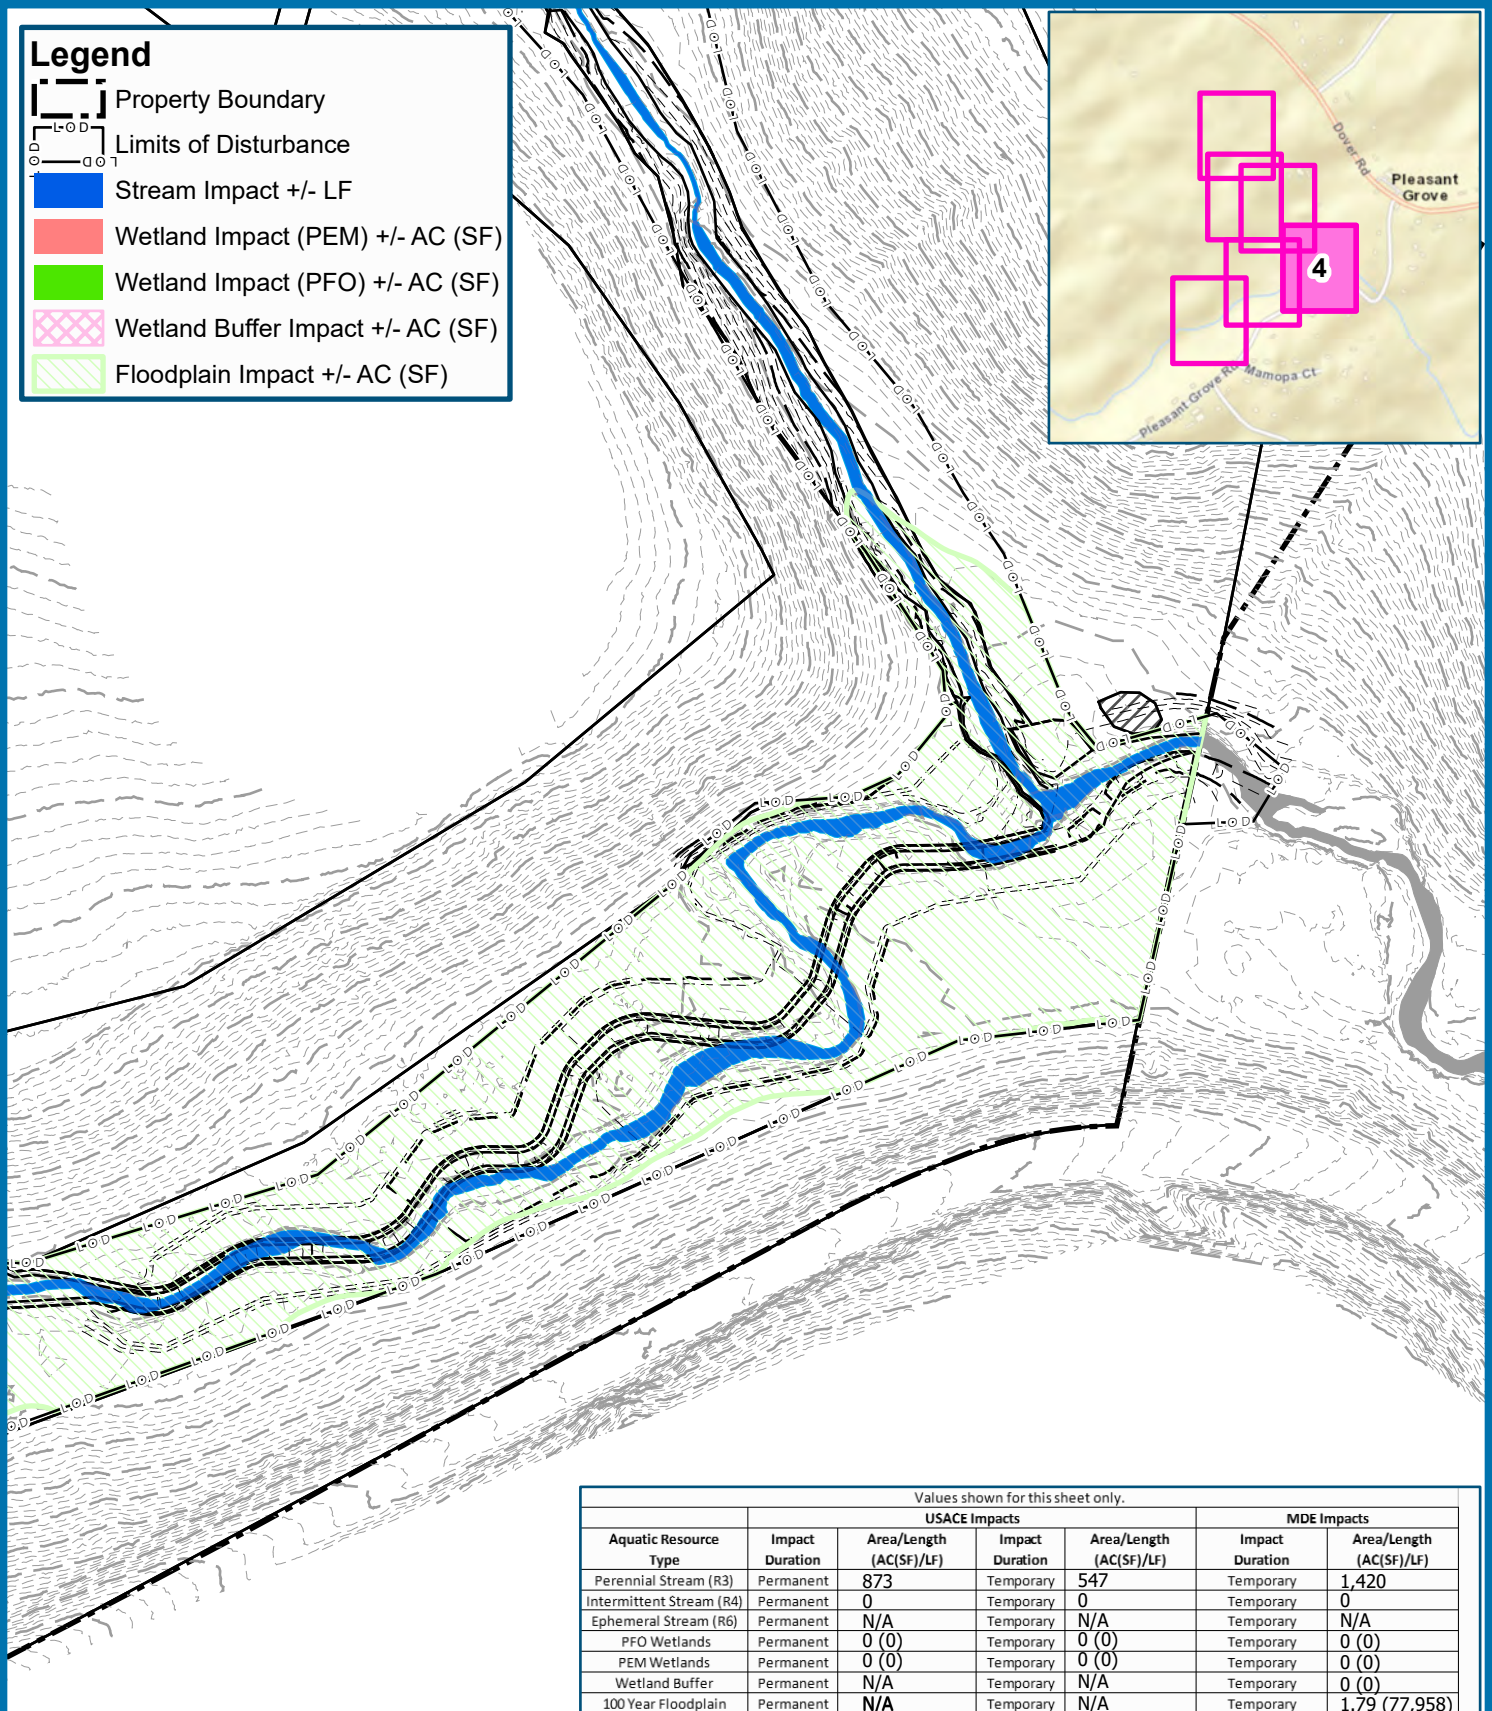 Legend
Property Boundary
Limits of Disturbance
Stream Impact +/- LF
Wetland Impact (PEM) +/- AC (SF)
Wetland Impact (PFO) +/- AC (SF)
Wetland Buffer Impact +/- AC (SF)
Floodplain Impact +/- AC (SF)
Dover Rd
Pleasant
Grove
4
Mamopa Ct
Pleasant Grove Rd
LOD
Values shown for this sheet only.
USACE Impacts MDE Impacts
Aquatic Resource Type Impact Duration Area/Length (AC(SF)/LF) Impact Duration Area/Length (AC(SF)/LF) Impact Duration Area/Length (AC(SF)/LF)
Perennial Stream (R3) Permanent 873 Temporary 547 Temporary 1,420
Intermittent Stream (R4) Permanent 0 Temporary 0 Temporary 0
Ephemeral Stream (R6) Permanent N/A Temporary N/A Temporary N/A
PFO Wetlands Permanent 0 (0) Temporary 0 (0) Temporary 0 (0)
PEM Wetlands Permanent 0 (0) Temporary 0 (0) Temporary 0 (0)
Wetland Buffer Permanent N/A Temporary N/A Temporary 0 (0)
100 Year Floodplain Permanent N/A Temporary N/A Temporary 1.79 (77,958)